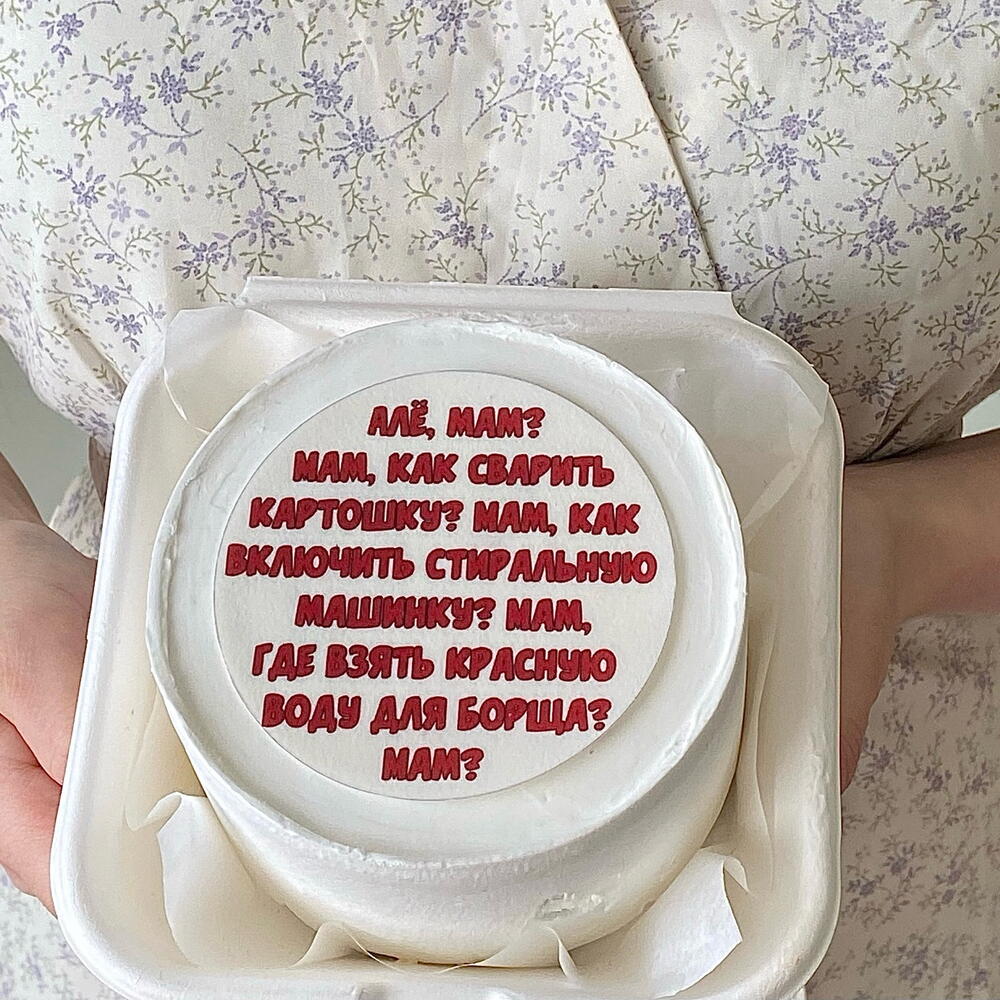 АЛЁ, МАМ?
МАМ, КАК СВАРИТЬ
КАРТОШКУ? МАМ, КАК
ВКЛЮЧИТЬ СТИРАЛЬНУЮ
МАШИНКУ? МАМ,
ГДЕ ВЗЯТЬ КРАСНУЮ
ВОДУ ДЛЯ БОРЩА?
МАМ?